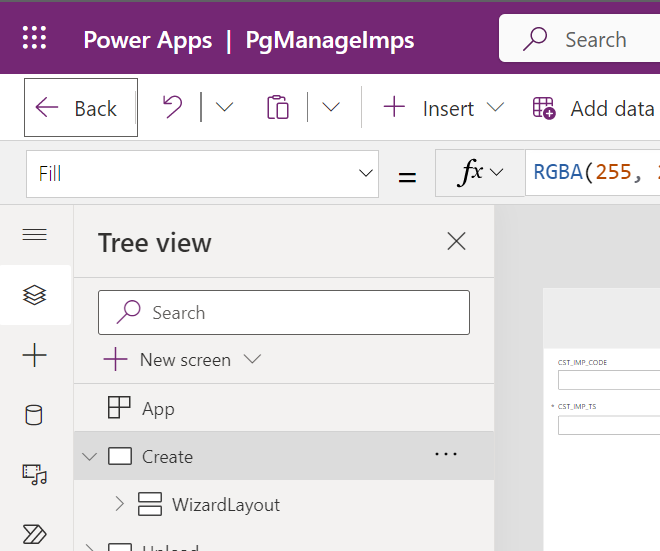 Power Apps | PgManageImps Search
Back Insert Add data
Fill = fx RGBA(255,
Tree view
Search
New screen
App
Create ...
WizardLayout
CST_IMP_CODE
* CST_IMP_TS